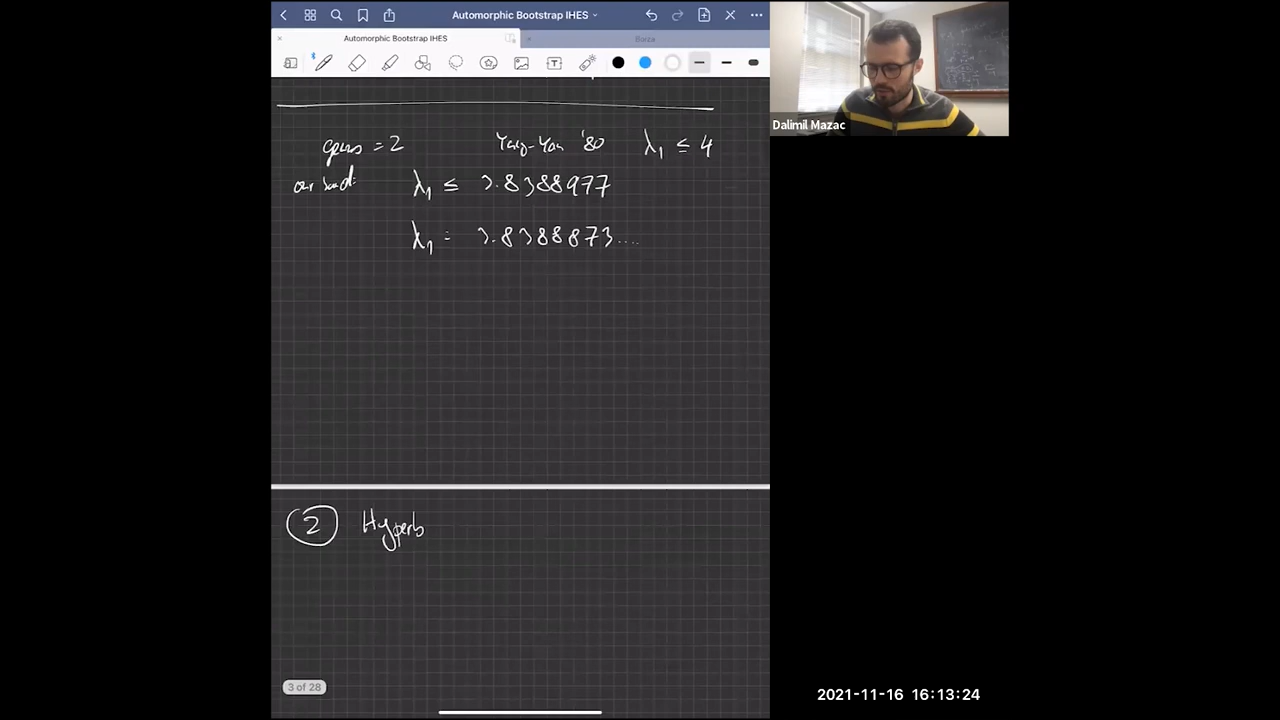 Automorphic Bootstrap IHES
Automorphic Bootstrap IHES
genus = 2 Yang-Yau '80 λ₁ ≤ 4
our bound: λ₁ ≤ 3.8388977
λ₁ = 3.8388873....
② Hyperb
3 of 28
Dalimil Mazac
2021-11-16 16:13:24